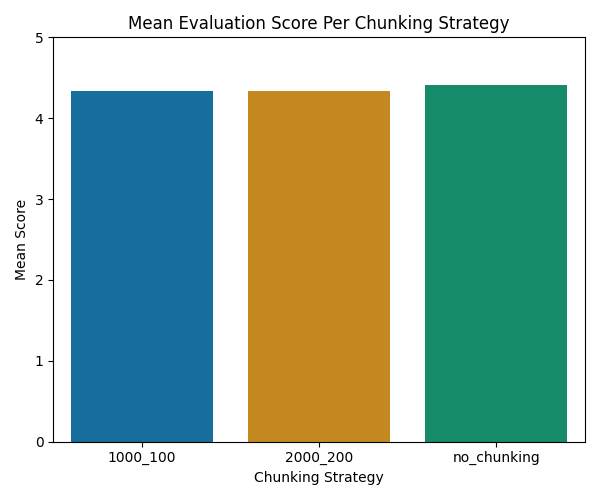 Mean Evaluation Score Per Chunking Strategy
5
4
3
2
1
0
Mean Score
1000_100
2000_200
no_chunking
Chunking Strategy